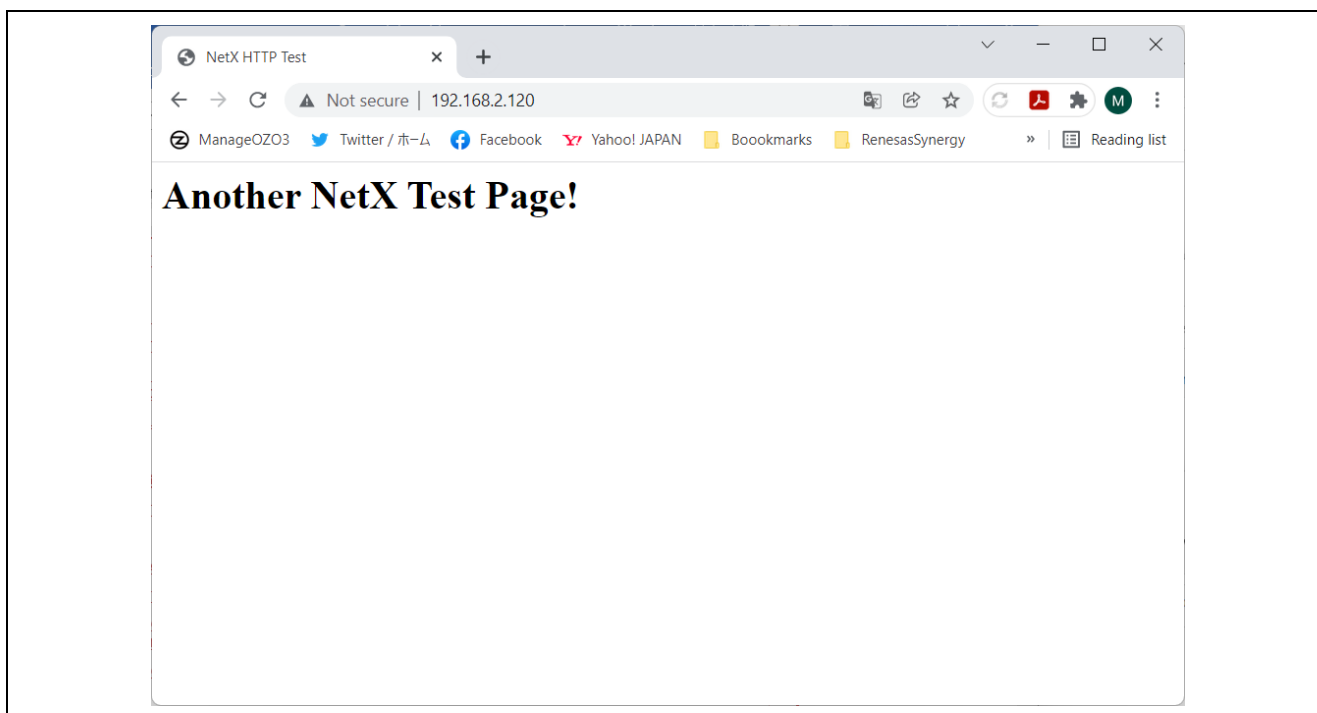 NetX HTTP Test
Not secure | 192.168.2.120
M
ManageOZO3 Twitter / ホーム Facebook Y! Yahoo! JAPAN Boookmarks RenesasSynergy » Reading list
Another NetX Test Page!